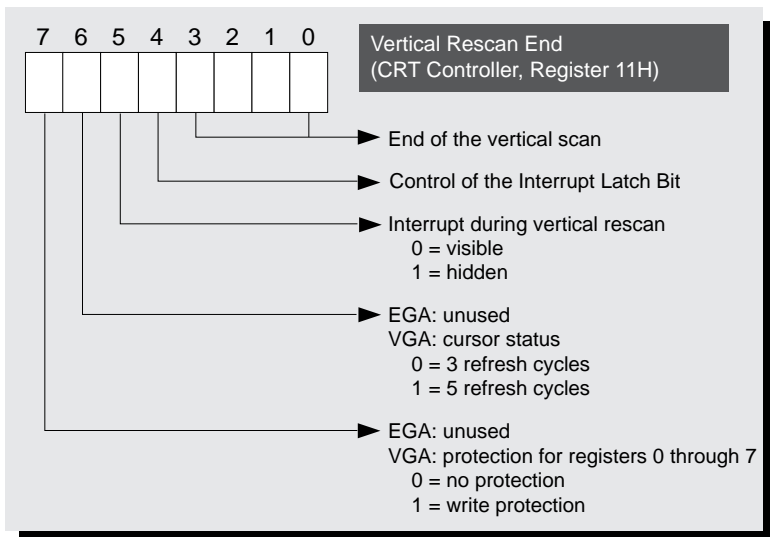 7 6 5 4 3 2 1 0
Vertical Rescan End
(CRT Controller, Register 11H)
End of the vertical scan
Control of the Interrupt Latch Bit
Interrupt during vertical rescan
0 = visible
1 = hidden
EGA: unused
VGA: cursor status
0 = 3 refresh cycles
1 = 5 refresh cycles
EGA: unused
VGA: protection for registers 0 through 7
0 = no protection
1 = write protection